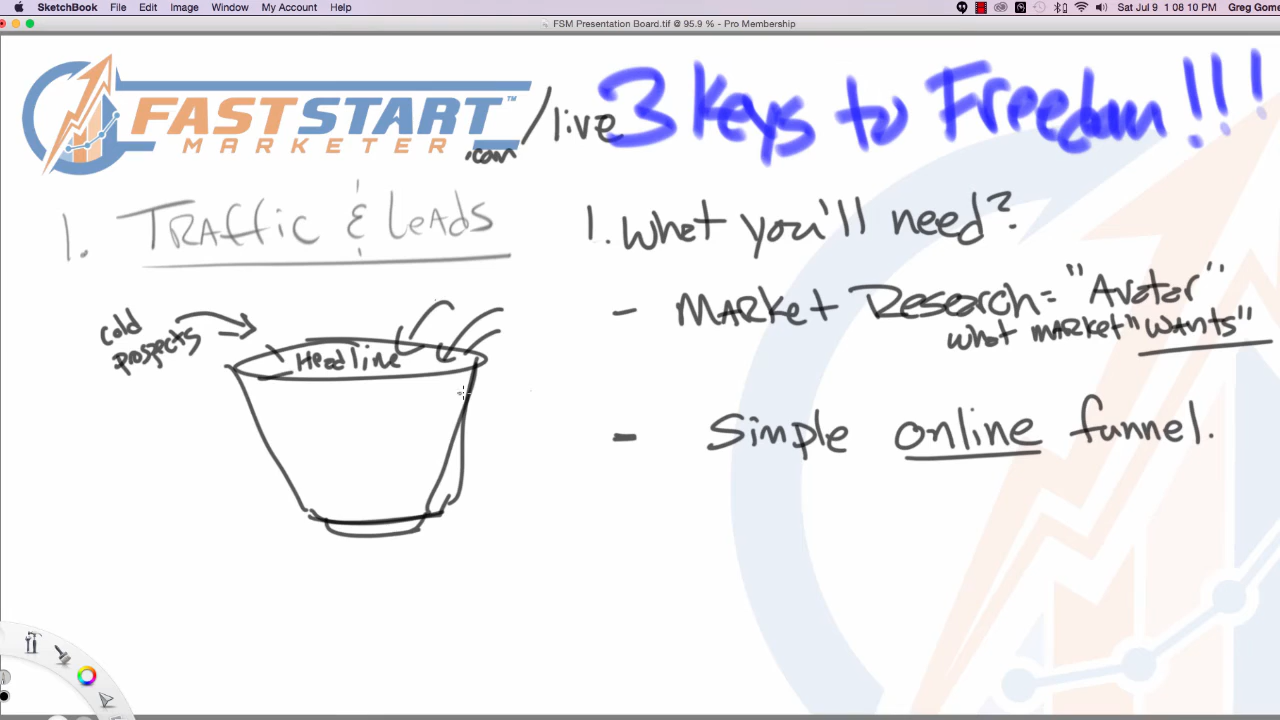 SketchBook File Edit Image Window My Account Help
Sat Jul 9 1:08:10 PM Greg Gom
FSM Presentation Board.tif @ 95.9 % - Pro Membership
FASTSTART™
MARKETER
.com
/live
3 Keys to Freedom!!!
1. TRAffic & LeAds
1. What you'll need?
- MARket Research = "Avatar"
what MARket "wants"
cold
prospects
Headline
- Simple online funnel.